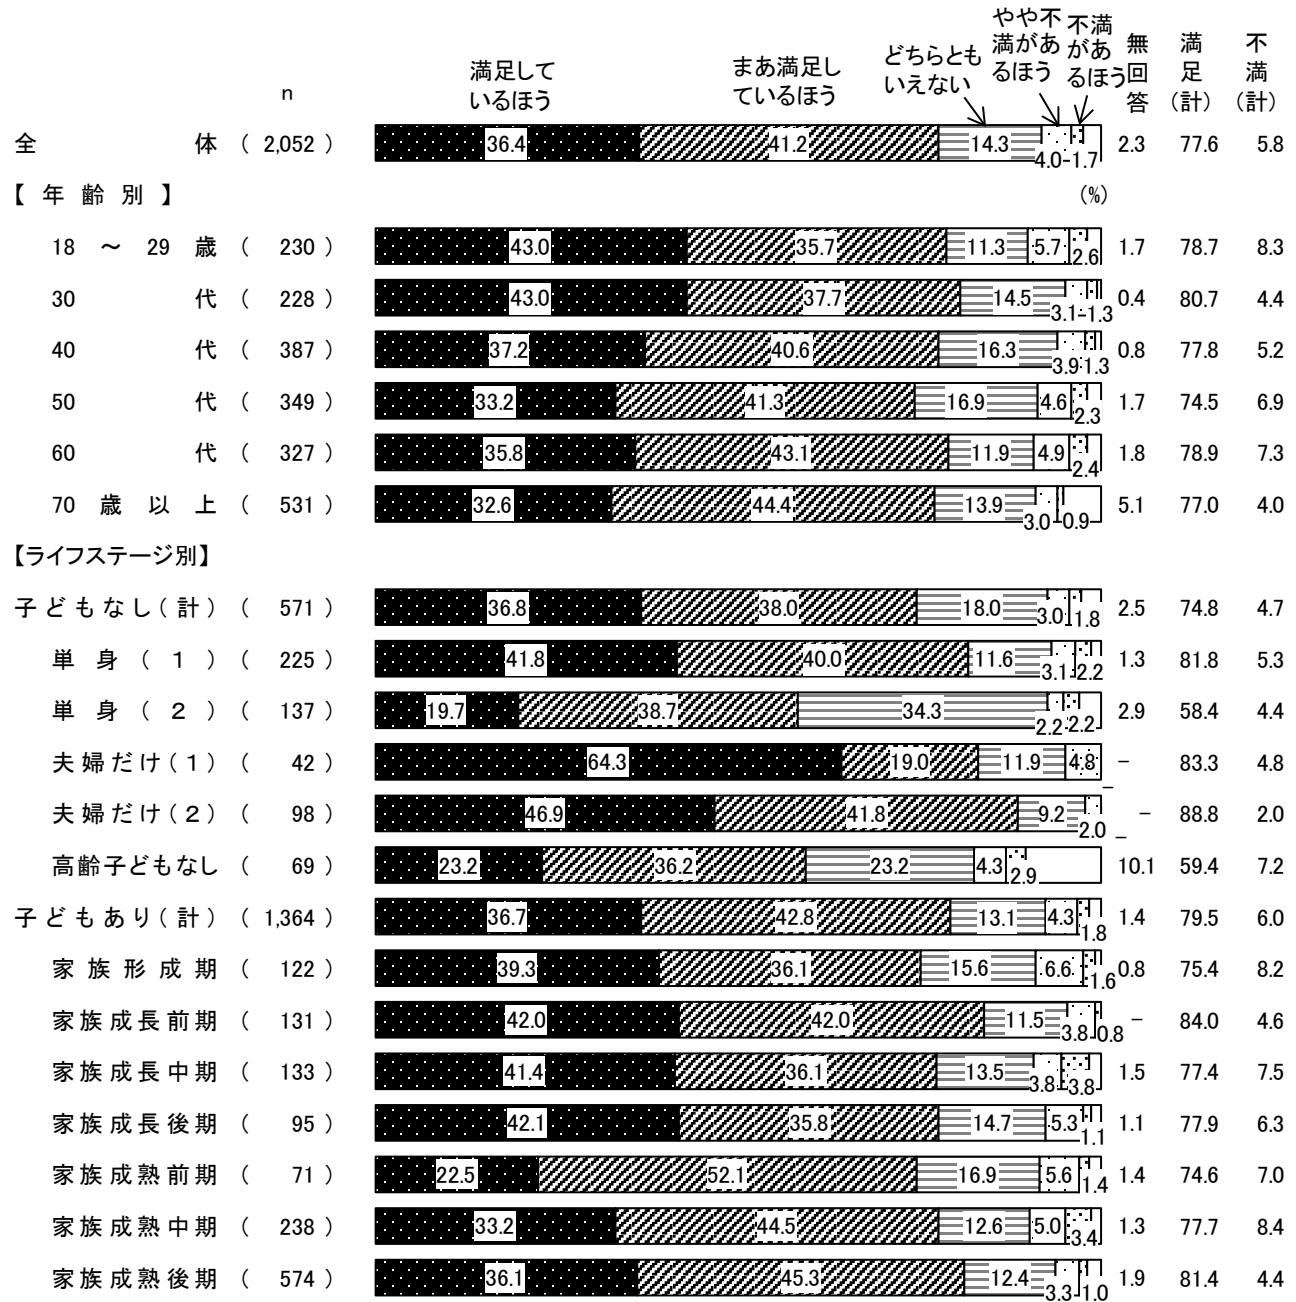 やや不 不満
満があ があ
るほう るほう
無回答
満足(計)
不満(計)
満足して
いるほう
まあ満足し
ているほう
どちらとも
いえない
n
全体 ( 2,052 ) 36.4 41.2 14.3 4.0 1.7 2.3 77.6 5.8
【年齢別】 (%)
18 ～ 29 歳 ( 230 ) 43.0 35.7 11.3 5.7 2.6 1.7 78.7 8.3
30 代 ( 228 ) 43.0 37.7 14.5 3.1 1.3 0.4 80.7 4.4
40 代 ( 387 ) 37.2 40.6 16.3 3.9 1.3 0.8 77.8 5.2
50 代 ( 349 ) 33.2 41.3 16.9 4.6 2.3 1.7 74.5 6.9
60 代 ( 327 ) 35.8 43.1 11.9 4.9 2.4 1.8 78.9 7.3
70 歳以上 ( 531 ) 32.6 44.4 13.9 3.0 0.9 5.1 77.0 4.0
【ライフステージ別】
子どもなし(計) ( 571 ) 36.8 38.0 18.0 3.0 1.8 2.5 74.8 4.7
単身(1) ( 225 ) 41.8 40.0 11.6 3.1 2.2 1.3 81.8 5.3
単身(2) ( 137 ) 19.7 38.7 34.3 2.2 2.2 2.9 58.4 4.4
夫婦だけ(1) ( 42 ) 64.3 19.0 11.9 4.8 － － 83.3 4.8
夫婦だけ(2) ( 98 ) 46.9 41.8 9.2 2.0 － － 88.8 2.0
高齢子どもなし ( 69 ) 23.2 36.2 23.2 4.3 2.9 10.1 59.4 7.2
子どもあり(計) ( 1,364 ) 36.7 42.8 13.1 4.3 1.8 1.4 79.5 6.0
家族形成期 ( 122 ) 39.3 36.1 15.6 6.6 1.6 0.8 75.4 8.2
家族成長前期 ( 131 ) 42.0 42.0 11.5 3.8 0.8 － 84.0 4.6
家族成長中期 ( 133 ) 41.4 36.1 13.5 3.8 3.8 1.5 77.4 7.5
家族成長後期 ( 95 ) 42.1 35.8 14.7 5.3 1.1 1.1 77.9 6.3
家族成熟前期 ( 71 ) 22.5 52.1 16.9 5.6 1.4 1.4 74.6 7.0
家族成熟中期 ( 238 ) 33.2 44.5 12.6 5.0 3.4 1.3 77.7 8.4
家族成熟後期 ( 574 ) 36.1 45.3 12.4 3.3 1.0 1.9 81.4 4.4